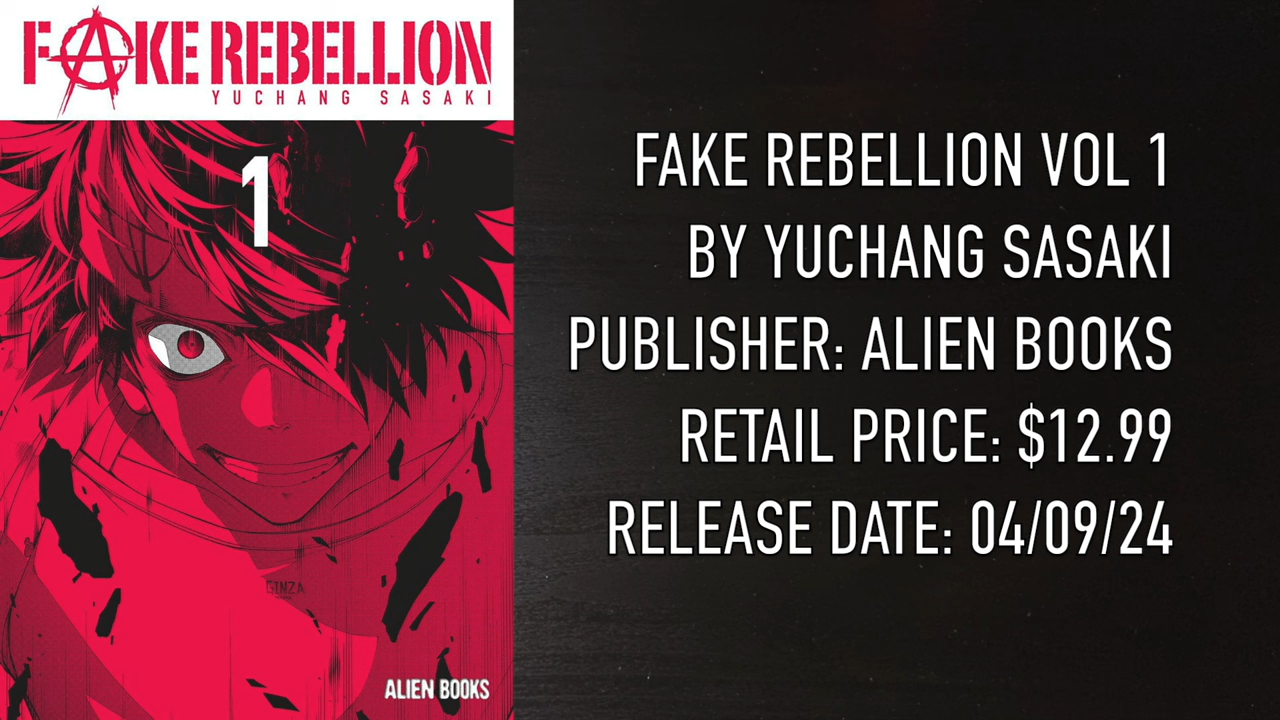 FAKE REBELLION
YUCHANG SASAKI
1
GINZA
ALIEN BOOKS
FAKE REBELLION VOL 1
BY YUCHANG SASAKI
PUBLISHER: ALIEN BOOKS
RETAIL PRICE: $12.99
RELEASE DATE: 04/09/24